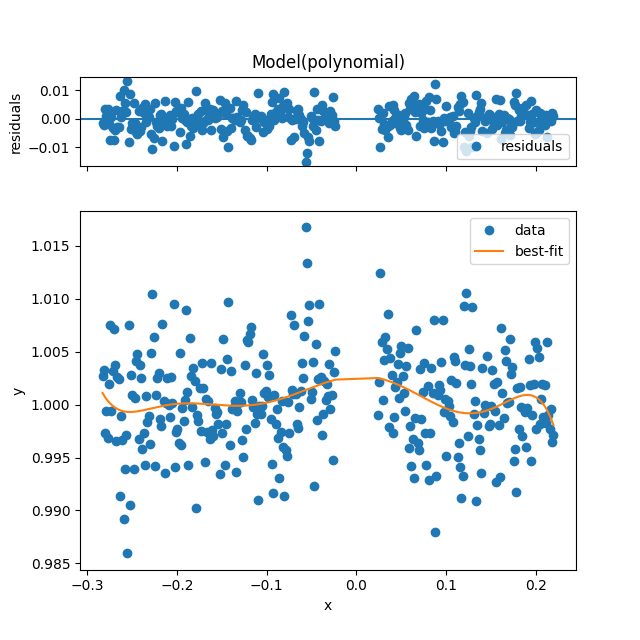 Model(polynomial)
0.01
0.00
−0.01
residuals
residuals
1.015
1.010
1.005
1.000
0.995
0.990
0.985
y
data
best-fit
−0.3 −0.2 −0.1 0.0 0.1 0.2
x